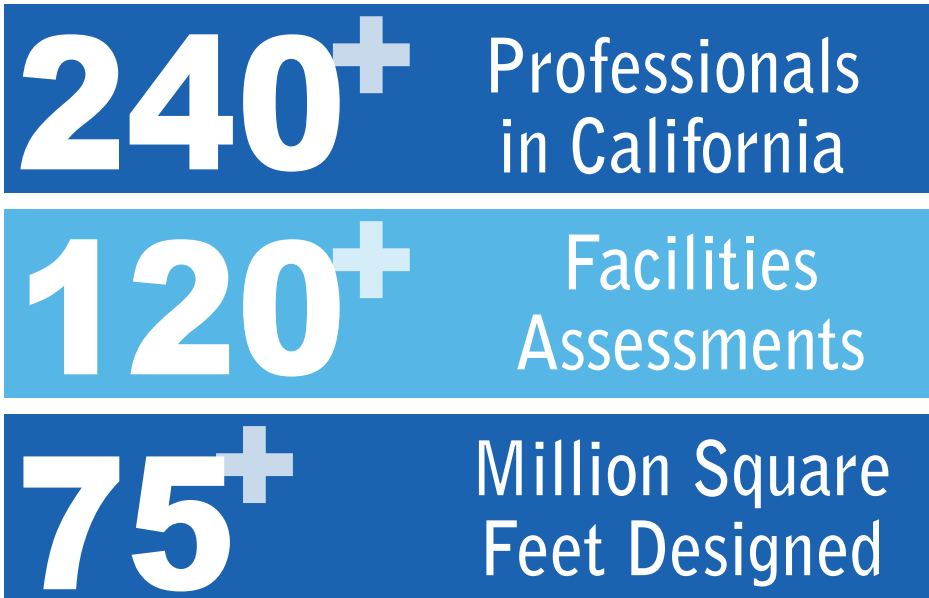 240+
Professionals
in California
120+
Facilities
Assessments
75+
Million Square
Feet Designed